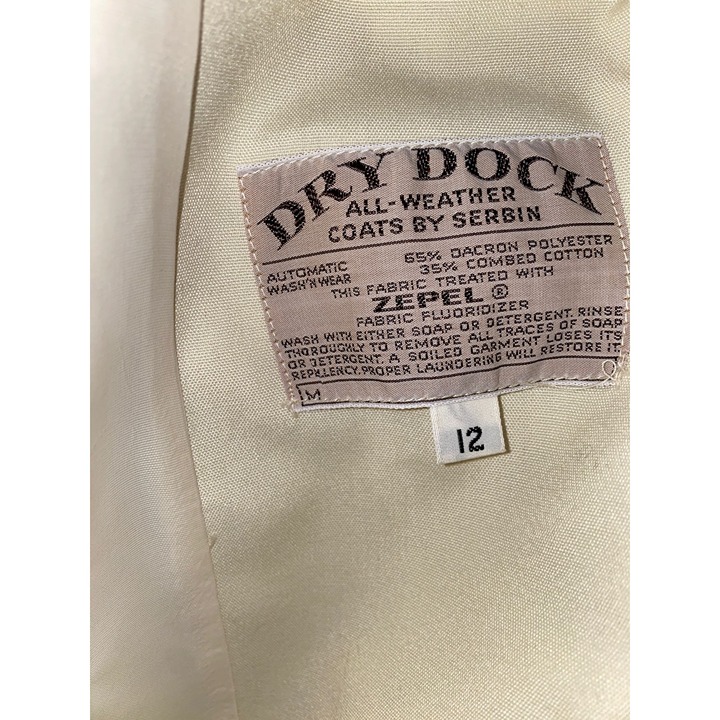 DRY DOCK
ALL-WEATHER
COATS BY SERBIN
65% DACRON POLYESTER
35% COMBED COTTON
AUTOMATIC
WASH'N'WEAR
THIS FABRIC TREATED WITH
ZEPEL ®
FABRIC FLUORIDIZER
WASH WITH EITHER SOAP OR DETERGENT. RINSE
THOROUGHLY TO REMOVE ALL TRACES OF SOAP
OR DETERGENT. A SOILED GARMENT LOSES ITS
REPELLENCY. PROPER LAUNDERING WILL RESTORE IT
M
12